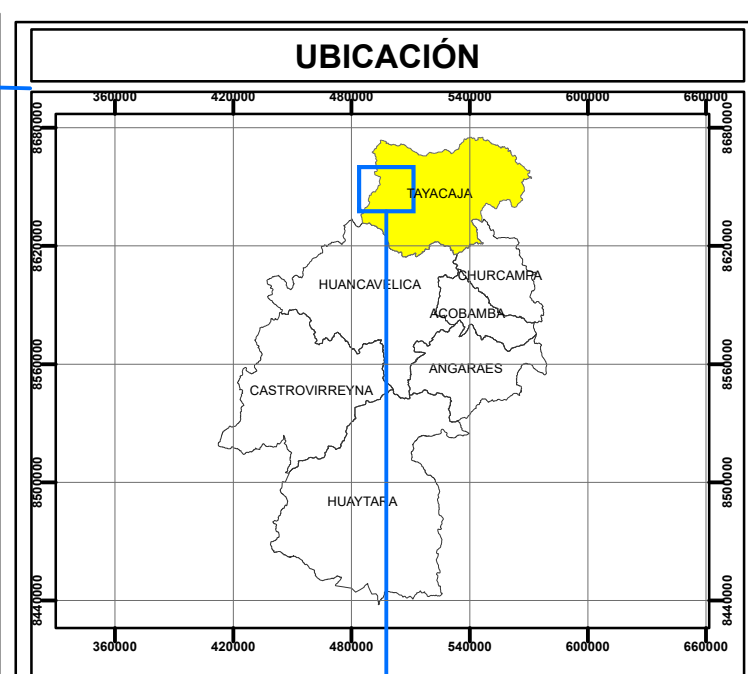 UBICACIÓN
360000 420000 480000 540000 600000 660000
8680000 8680000
TAYACAJA
8620000 8620000
CHURCAMPA
HUANCAVELICA
ACOBAMBA
8560000 8560000
ANGARAES
CASTROVIRREYNA
8500000 8500000
HUAYTARA
8440000 8440000
360000 420000 480000 540000 600000 660000